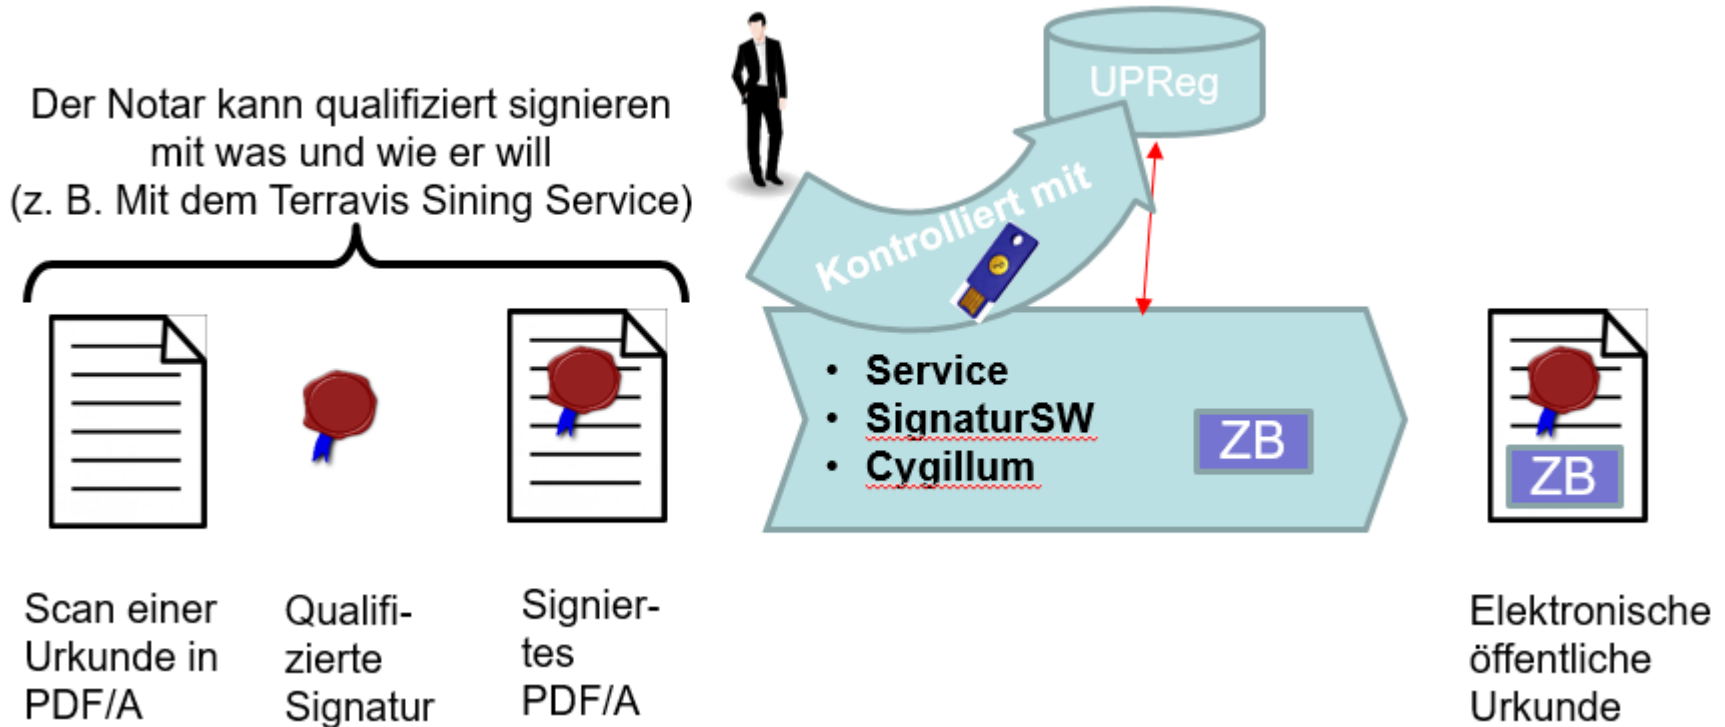 Der Notar kann qualifiziert signieren
mit was und wie er will
(z. B. Mit dem Terravis Sining Service)
UPReg
Kontrolliert mit
• Service
• SignaturSW
• Cygillum
ZB
ZB
Scan einer
Urkunde in
PDF/A
Qualifi-
zierte
Signatur
Signier-
tes
PDF/A
Elektronische
öffentliche
Urkunde